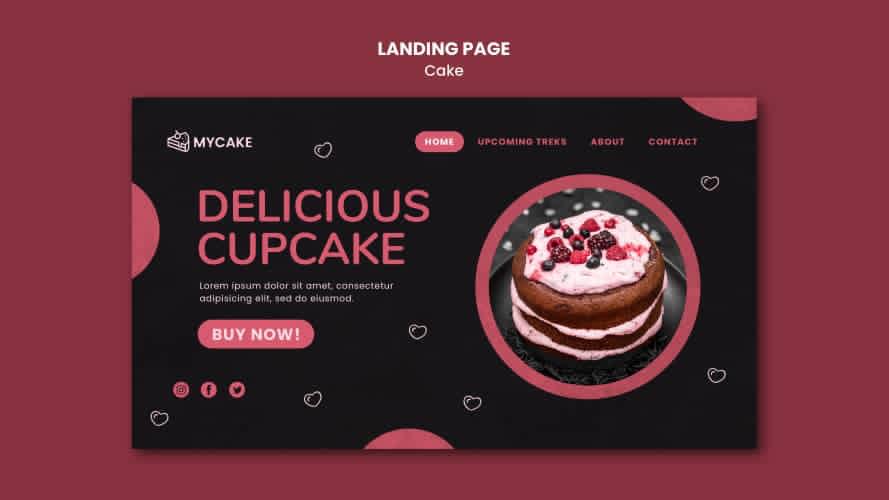 LANDING PAGE
Cake
MYCAKE
HOME UPCOMING TREKS ABOUT CONTACT
DELICIOUS
CUPCAKE
Lorem ipsum dolor sit amet, consectetur
adipisicing elit, sed do eiusmod.
BUY NOW!